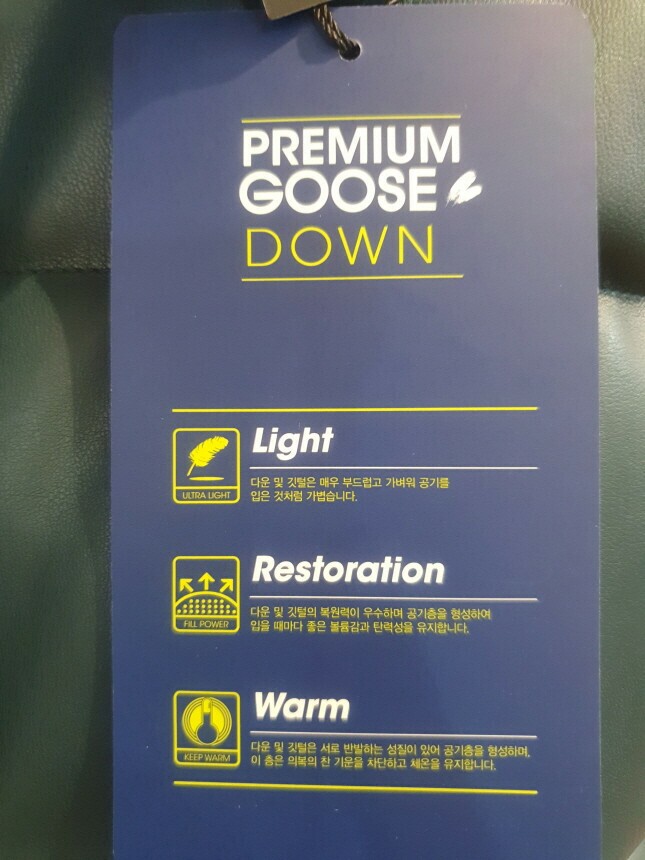 PREMIUM
GOOSE
DOWN
Light
ULTRA LIGHT
다운 및 깃털은 매우 부드럽고 가벼워 공기를
입은 것처럼 가볍습니다.
Restoration
FILL POWER
다운 및 깃털의 복원력이 우수하며 공기층을 형성하여
입을 때마다 좋은 볼륨감과 탄력성을 유지합니다.
Warm
KEEP WARM
다운 및 깃털은 서로 반발하는 성질이 있어 공기층을 형성하며,
이 층은 의복의 찬 기운을 차단하고 체온을 유지합니다.